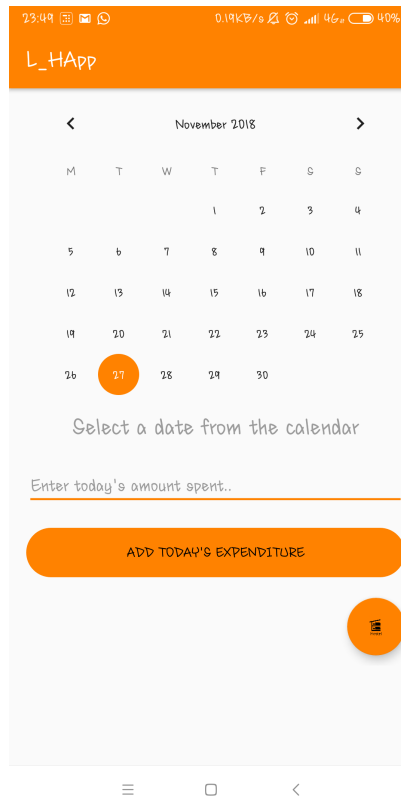 23:49 0.19KB/s 4G 40%
L_HApp
November 2018
M T W T F S S
1 2 3 4
5 6 7 8 9 10 11
12 13 14 15 16 17 18
19 20 21 22 23 24 25
26 27 28 29 30
Select a date from the calendar
Enter today's amount spent..
ADD TODAY'S EXPENDITURE